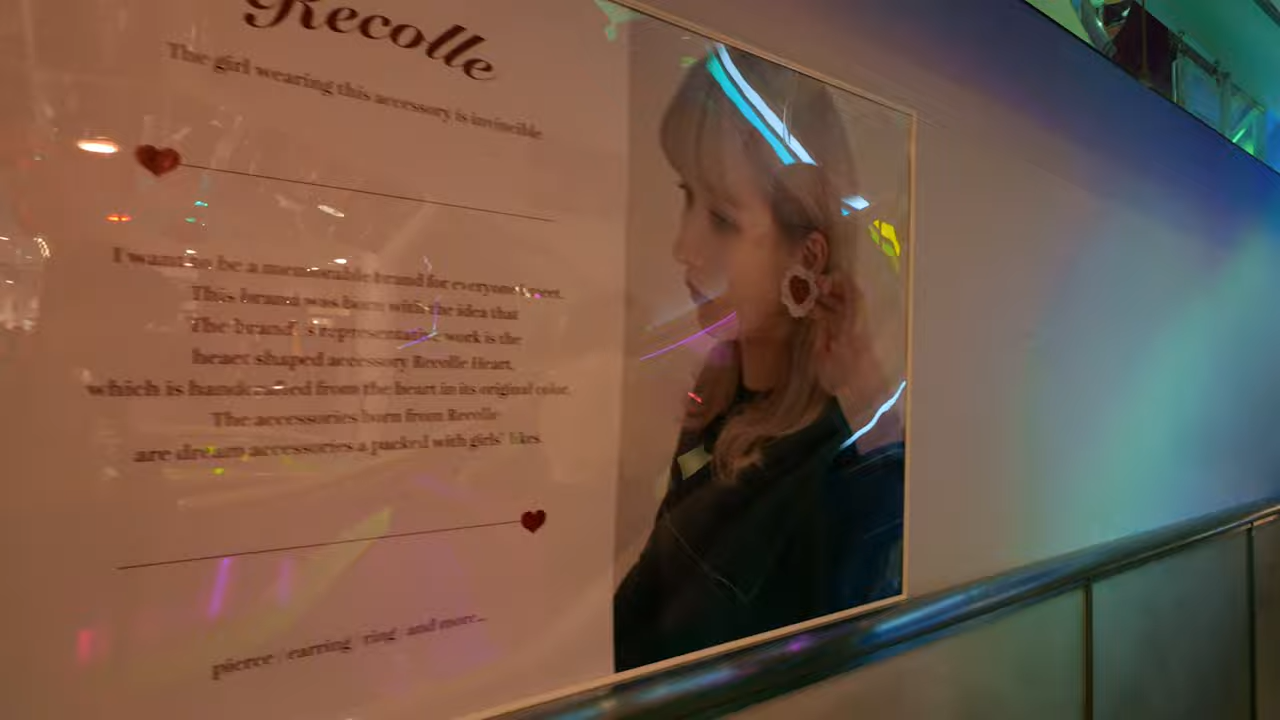 Recolle
The girl wearing this accessory is invincible
I want to be a memorable brand for everyone I meet.
This brand was born with the idea that
The brand's representative work is the
heart shaped accessory Recolle Heart,
which is handcrafted from the heart in its original color.
The accessories born from Recolle
are dream accessories a pucked with girls' likes.
pierce / earring / ring and more...